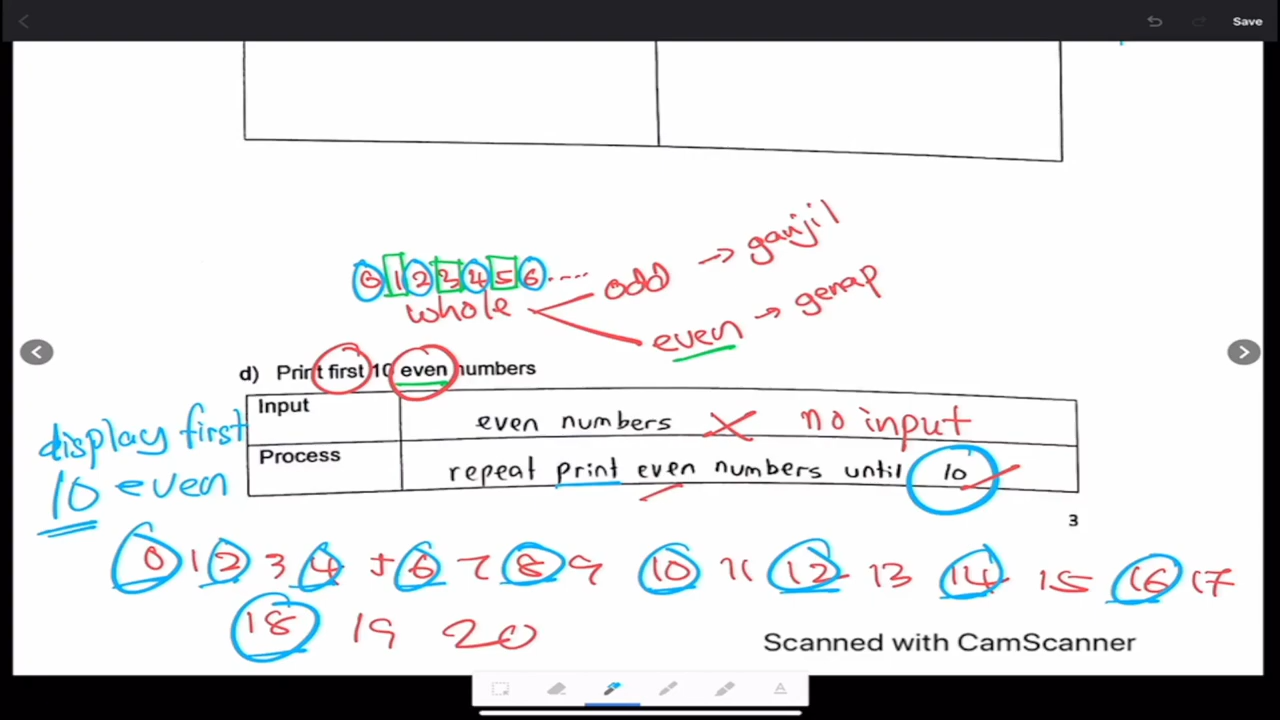 Save
0 1 2 3 4 5 6 ......
whole
odd → ganjil
even → genap
d) Print first 10 even numbers
Input
even numbers
no input
Process
repeat print even numbers until 10
display first
10 even
3
0 1 2 3 4 5 6 7 8 9 10 11 12 13 14 15 16 17
18 19 20
Scanned with CamScanner
A